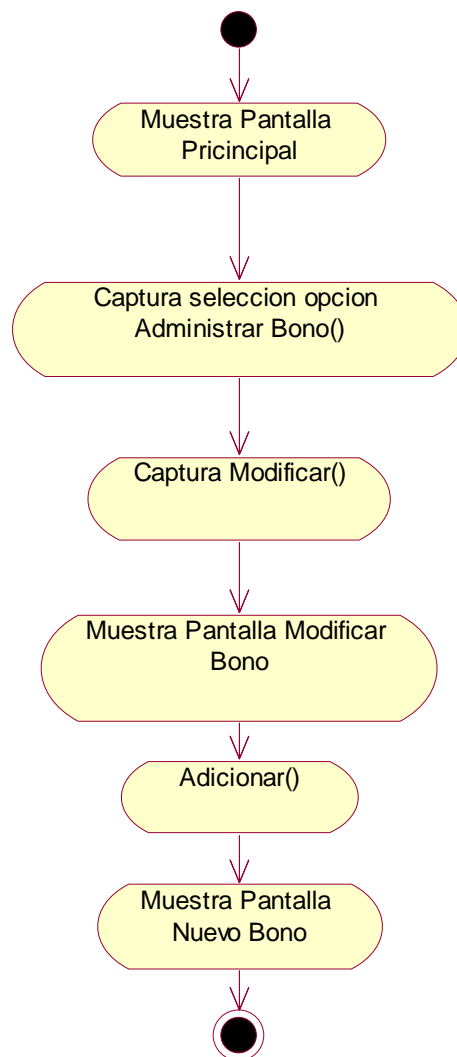 Muestra Pantalla
Pricincipal
Captura seleccion opcion
Administrar Bono()
Captura Modificar()
Muestra Pantalla Modificar
Bono
Adicionar()
Muestra Pantalla
Nuevo Bono